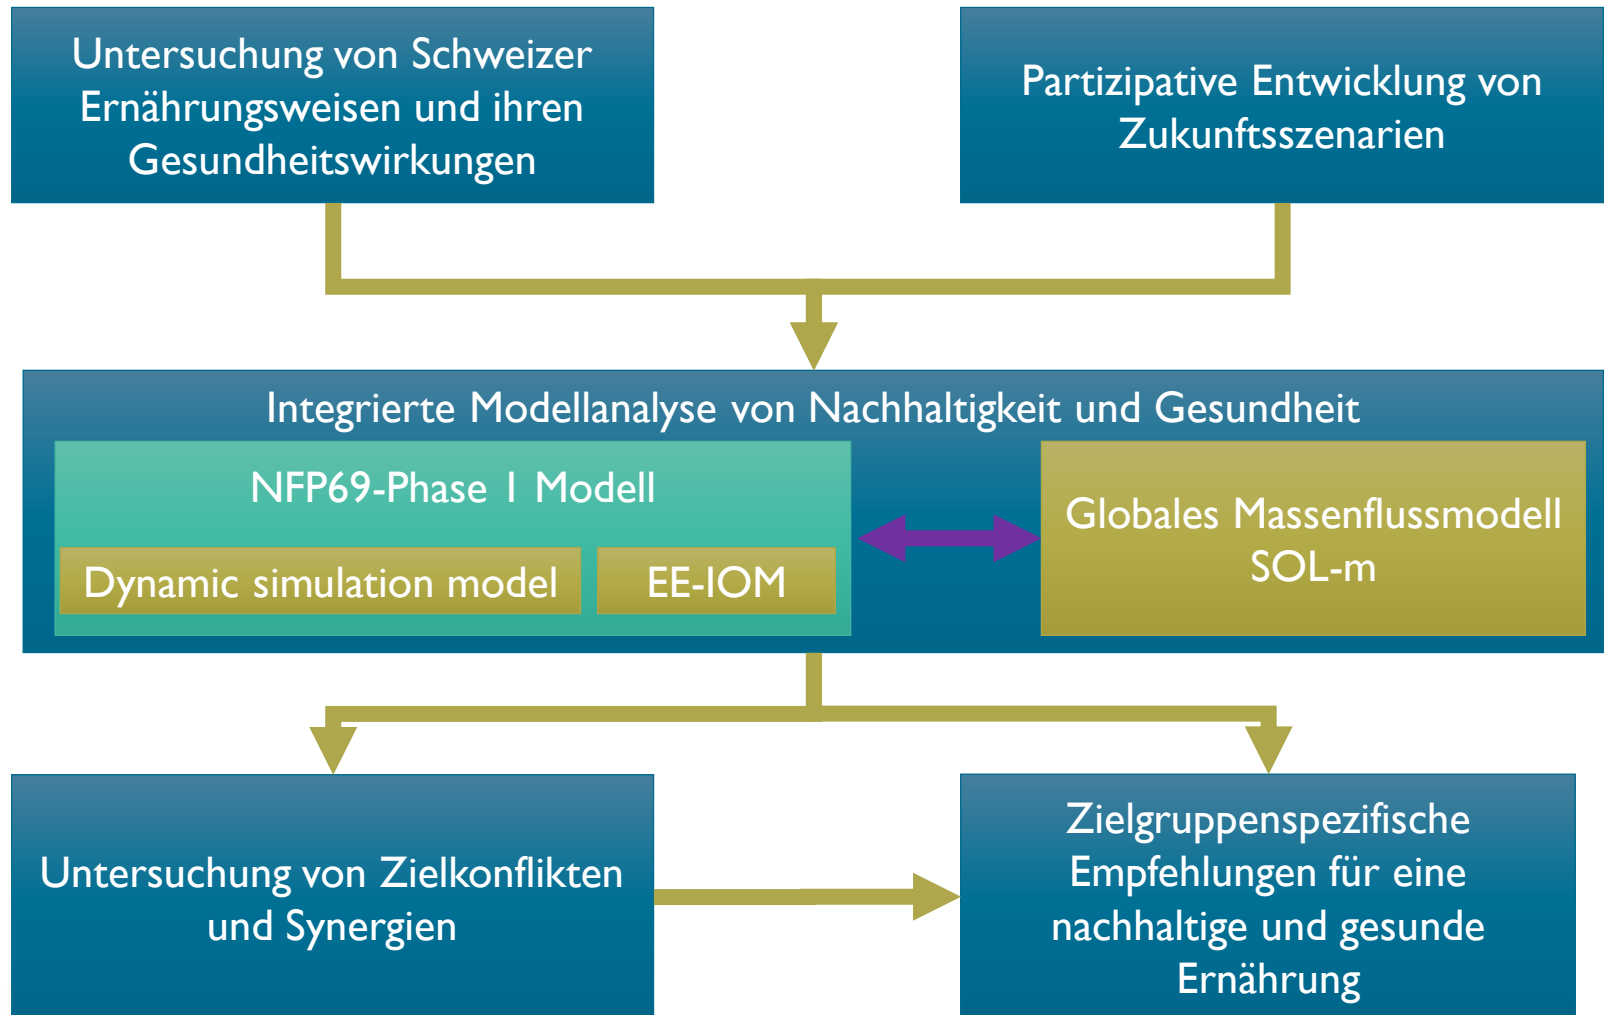 Untersuchung von Schweizer
Ernährungsweisen und ihren
Gesundheitswirkungen
Partizipative Entwicklung von
Zukunftsszenarien
Integrierte Modellanalyse von Nachhaltigkeit und Gesundheit
NFP69-Phase 1 Modell
Dynamic simulation model
EE-IOM
Globales Massenflussmodell
SOL-m
Untersuchung von Zielkonflikten
und Synergien
Zielgruppenspezifische
Empfehlungen für eine
nachhaltige und gesunde
Ernährung